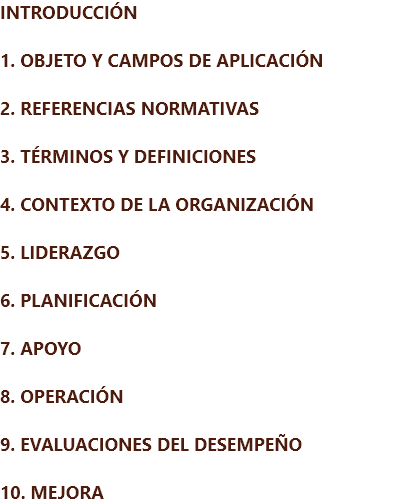 INTRODUCCIÓN
1. OBJETO Y CAMPOS DE APLICACIÓN
2. REFERENCIAS NORMATIVAS
3. TÉRMINOS Y DEFINICIONES
4. CONTEXTO DE LA ORGANIZACIÓN
5. LIDERAZGO
6. PLANIFICACIÓN
7. APOYO
8. OPERACIÓN
9. EVALUACIONES DEL DESEMPEÑO
10. MEJORA